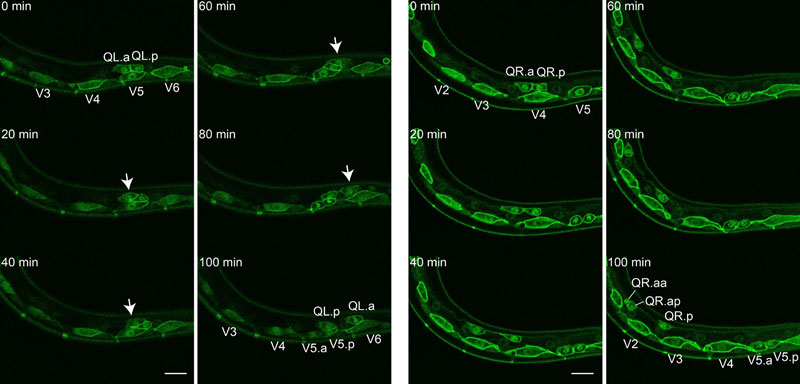 0 min
QL.a QL.p
V3
V4
V5
V6
20 min
40 min
60 min
80 min
100 min
QL.p
QL.a
V3
V4
V5.a
V5.p
V6
0 min
QR.a QR.p
V2
V3
V4
V5
20 min
40 min
60 min
80 min
100 min
QR.aa
QR.ap
QR.p
V2
V3
V4
V5.a
V5.p